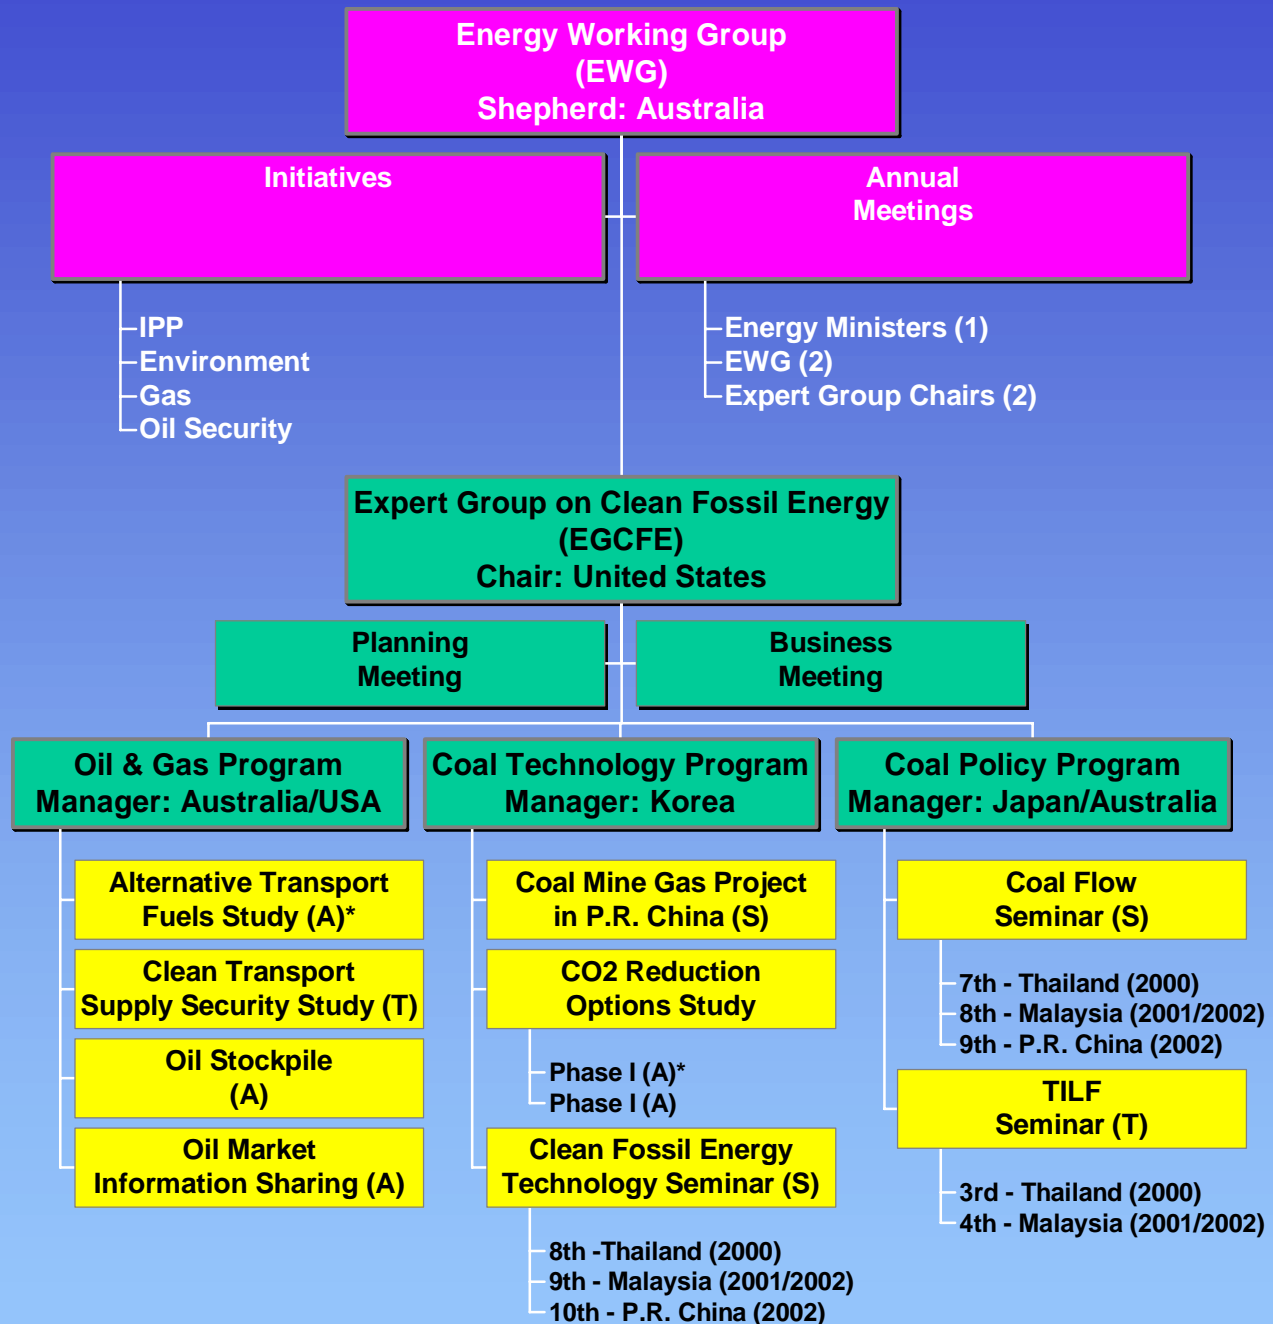 Energy Working Group
(EWG)
Shepherd: Australia
Initiatives
Annual
Meetings
IPP
Environment
Gas
Oil Security
Energy Ministers (1)
EWG (2)
Expert Group Chairs (2)
Expert Group on Clean Fossil Energy
(EGCFE)
Chair: United States
Planning
Meeting
Business
Meeting
Oil & Gas Program
Manager: Australia/USA
Alternative Transport
Fuels Study (A)*
Clean Transport
Supply Security Study (T)
Oil Stockpile
(A)
Oil Market
Information Sharing (A)
Coal Technology Program
Manager: Korea
Coal Mine Gas Project
in P.R. China (S)
CO2 Reduction
Options Study
Phase I (A)*
Phase I (A)
Clean Fossil Energy
Technology Seminar (S)
8th -Thailand (2000)
9th - Malaysia (2001/2002)
10th - P.R. China (2002)
Coal Policy Program
Manager: Japan/Australia
Coal Flow
Seminar (S)
7th - Thailand (2000)
8th - Malaysia (2001/2002)
9th - P.R. China (2002)
TILF
Seminar (T)
3rd - Thailand (2000)
4th - Malaysia (2001/2002)